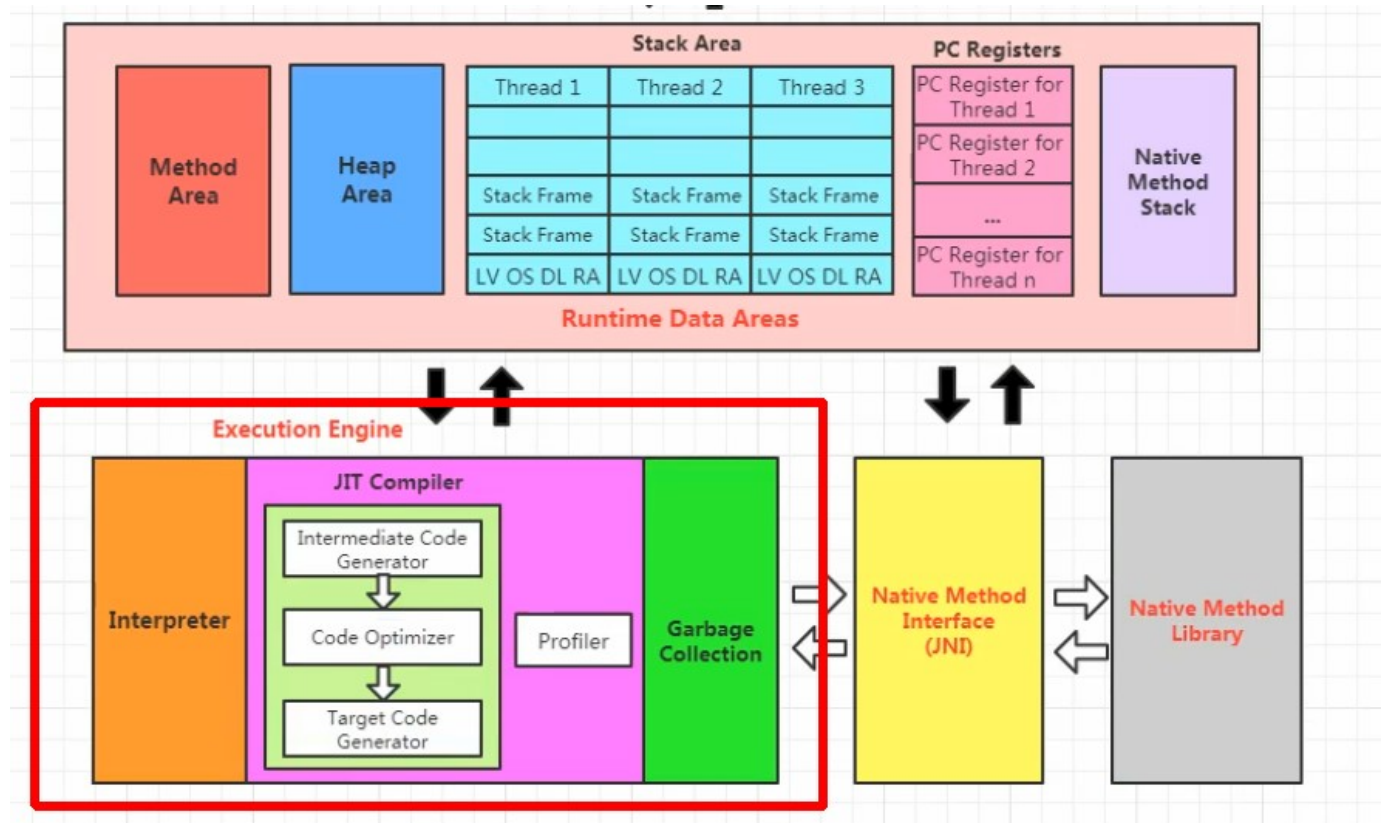 Stack Area
PC Registers
Method
Area
Heap
Area
Thread 1
Thread 2
Thread 3
Stack Frame
Stack Frame
Stack Frame
Stack Frame
Stack Frame
Stack Frame
LV OS DL RA
LV OS DL RA
LV OS DL RA
PC Register for
Thread 1
PC Register for
Thread 2
...
PC Register for
Thread n
Native
Method
Stack
Runtime Data Areas
Execution Engine
Interpreter
JIT Compiler
Intermediate Code
Generator
Code Optimizer
Target Code
Generator
Profiler
Garbage
Collection
Native Method
Interface
(JNI)
Native Method
Library